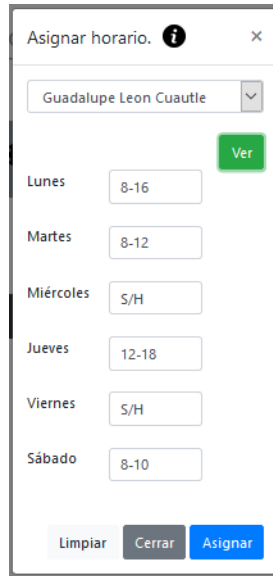 Asignar horario. i ×
Guadalupe Leon Cuautle
Ver
Lunes 8-16
Martes 8-12
Miércoles S/H
Jueves 12-18
Viernes S/H
Sábado 8-10
Limpiar Cerrar Asignar